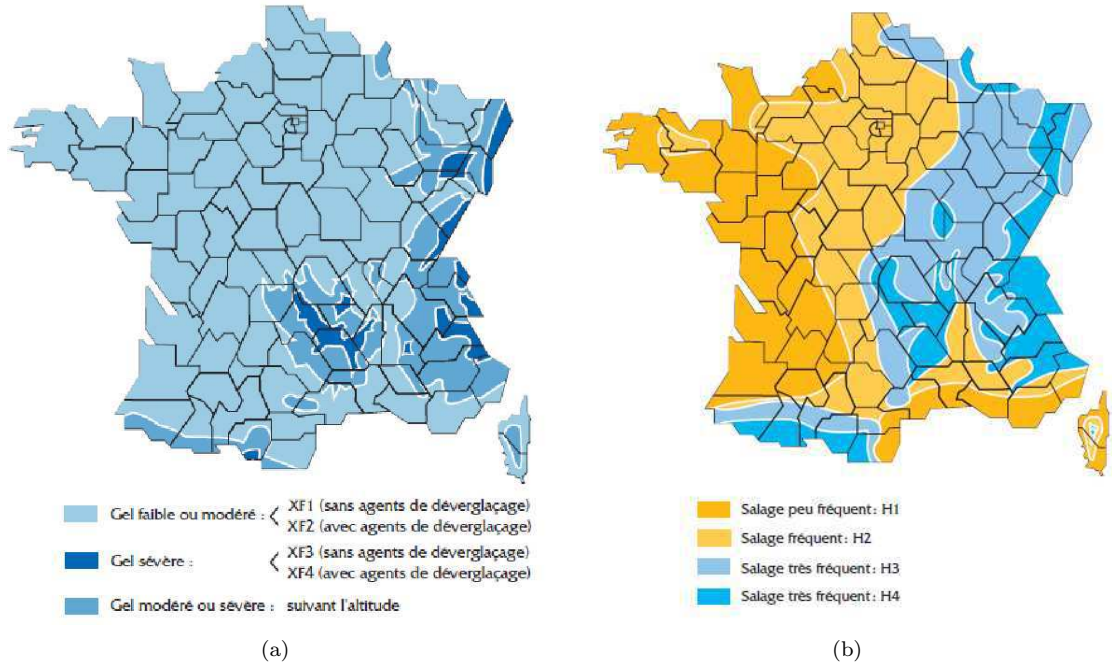 Gel faible ou modéré : < XF1 (sans agents de déverglaçage)
XF2 (avec agents de déverglaçage)
Gel sévère : < XF3 (sans agents de déverglaçage)
XF4 (avec agents de déverglaçage)
Gel modéré ou sévère : suivant l'altitude
(a)
Salage peu fréquent : H1
Salage fréquent : H2
Salage très fréquent : H3
Salage très fréquent : H4
(b)